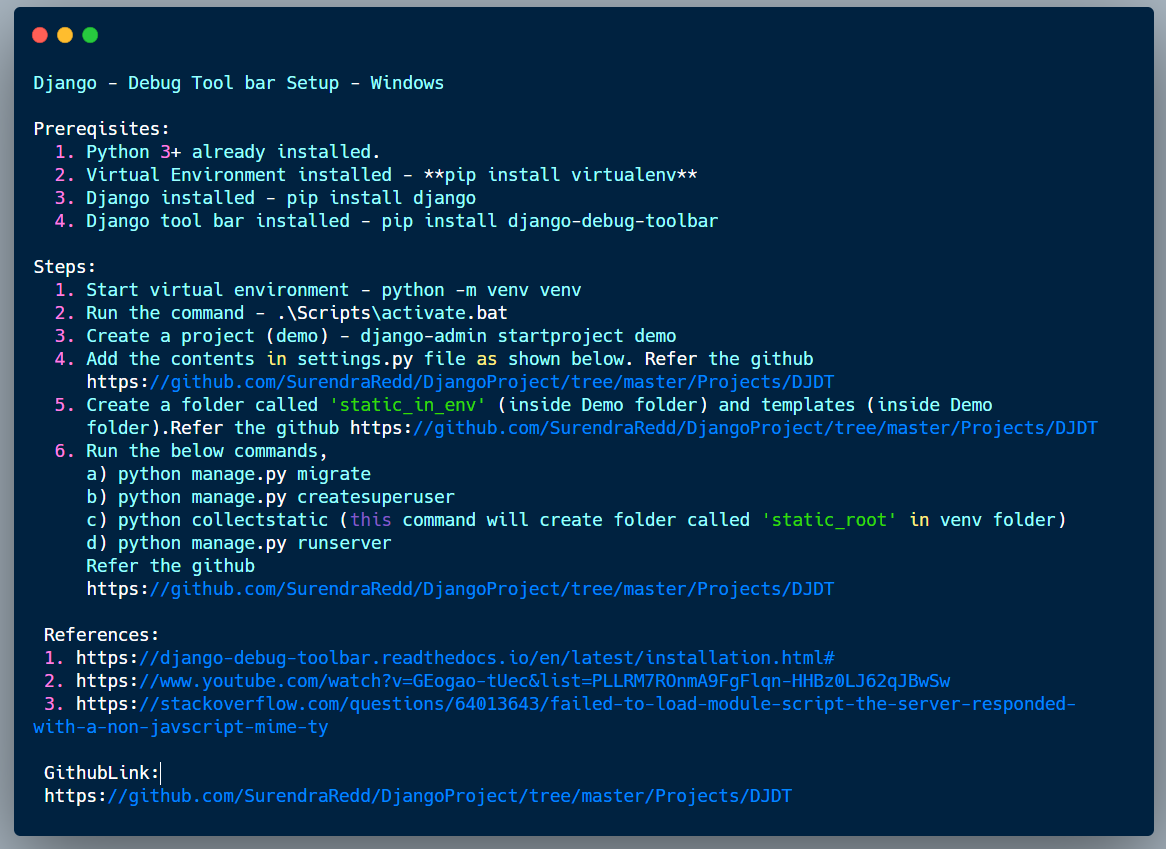 Django - Debug Tool bar Setup - Windows
Prereqisites:
1. Python 3+ already installed.
2. Virtual Environment installed - **pip install virtualenv**
3. Django installed - pip install django
4. Django tool bar installed - pip install django-debug-toolbar
Steps:
1. Start virtual environment - python -m venv venv
2. Run the command - .\Scripts\activate.bat
3. Create a project (demo) - django-admin startproject demo
4. Add the contents in settings.py file as shown below. Refer the github
https://github.com/SurendraRedd/DjangoProject/tree/master/Projects/DJDT
5. Create a folder called 'static_in_env' (inside Demo folder) and templates (inside Demo
folder).Refer the github https://github.com/SurendraRedd/DjangoProject/tree/master/Projects/DJDT
6. Run the below commands,
a) python manage.py migrate
b) python manage.py createsuperuser
c) python collectstatic (this command will create folder called 'static_root' in venv folder)
d) python manage.py runserver
Refer the github
https://github.com/SurendraRedd/DjangoProject/tree/master/Projects/DJDT
References:
1. https://django-debug-toolbar.readthedocs.io/en/latest/installation.html#
2. https://www.youtube.com/watch?v=GEogao-tUec&list=PLLRM7ROnmA9FgFlqn-HHBz0LJ62qJBwSw
3. https://stackoverflow.com/questions/64013643/failed-to-load-module-script-the-server-responded-
with-a-non-javscript-mime-ty
GithubLink:
https://github.com/SurendraRedd/DjangoProject/tree/master/Projects/DJDT